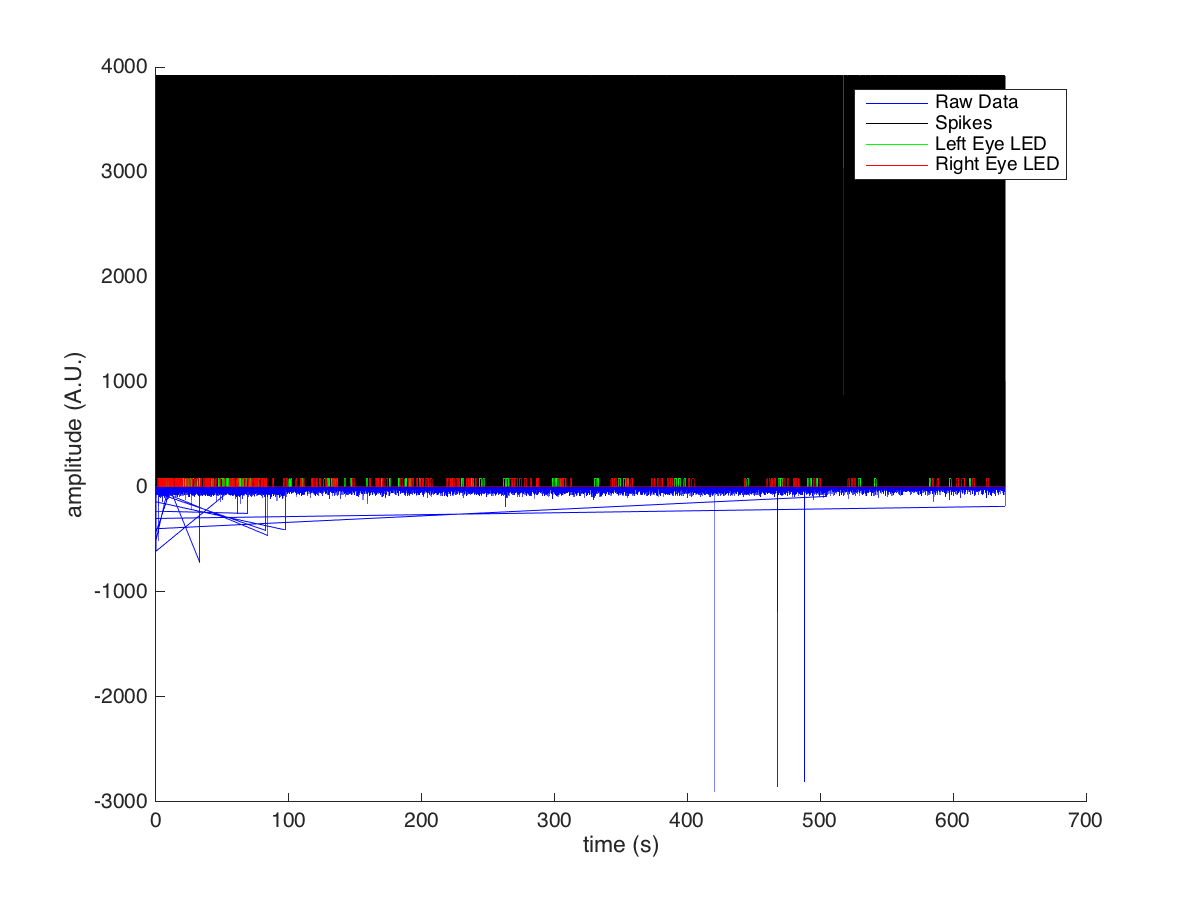 4000
3000
2000
1000
0
-1000
-2000
-3000
amplitude (A.U.)
Raw Data
Spikes
Left Eye LED
Right Eye LED
0 100 200 300 400 500 600 700
time (s)